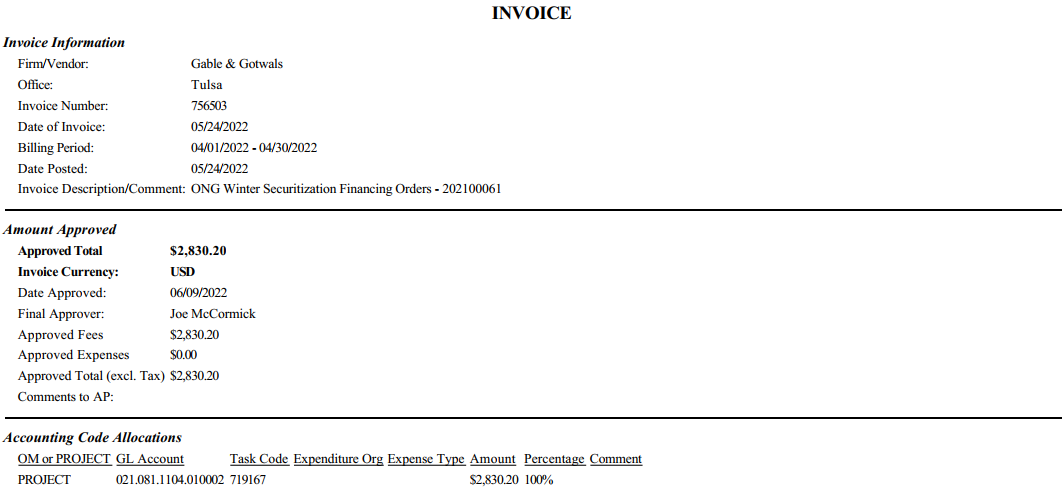 INVOICE
Invoice Information
Firm/Vendor: Gable & Gotwals
Office: Tulsa
Invoice Number: 756503
Date of Invoice: 05/24/2022
Billing Period: 04/01/2022 - 04/30/2022
Date Posted: 05/24/2022
Invoice Description/Comment: ONG Winter Securitization Financing Orders - 202100061
Amount Approved
Approved Total $2,830.20
Invoice Currency: USD
Date Approved: 06/09/2022
Final Approver: Joe McCormick
Approved Fees $2,830.20
Approved Expenses $0.00
Approved Total (excl. Tax) $2,830.20
Comments to AP:
Accounting Code Allocations
OM or PROJECT GL Account Task Code Expenditure Org Expense Type Amount Percentage Comment
PROJECT 021.081.1104.010002 719167 $2,830.20 100%